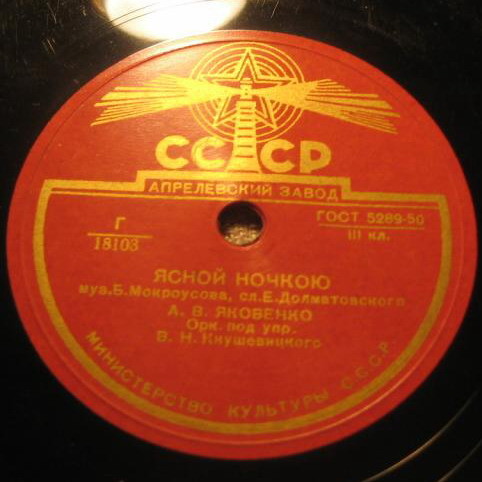 СССР
АПРЕЛЕВСКИЙ ЗАВОД
Г
18103
ГОСТ 5289-50
III кл.
ЯСНОЙ НОЧКОЮ
муз.Б.Мокроусова, сл.Е.Долматовского
А. В. ЯКОВЕНКО
Орк. под упр.
В. Н. Кнушевицкого
МИНИСТЕРСТВО КУЛЬТУРЫ С.С.С.Р.